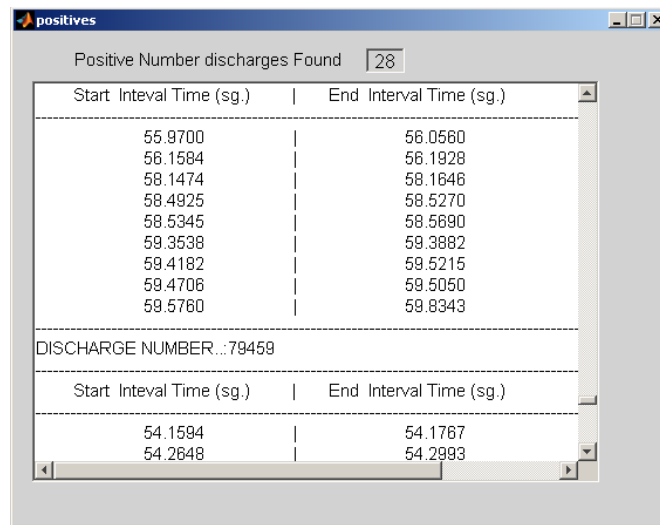 positives
Positive Number discharges Found 28
Start Inteval Time (sg.) | End Interval Time (sg.)
--------------------------------------------------------------------------------
55.9700 | 56.0560
56.1584 | 56.1928
58.1474 | 58.1646
58.4925 | 58.5270
58.5345 | 58.5690
59.3538 | 59.3882
59.4182 | 59.5215
59.4706 | 59.5050
59.5760 | 59.8343
--------------------------------------------------------------------------------
DISCHARGE NUMBER..:79459
--------------------------------------------------------------------------------
Start Inteval Time (sg.) | End Interval Time (sg.)
--------------------------------------------------------------------------------
54.1594 | 54.1767
54.2648 | 54.2993